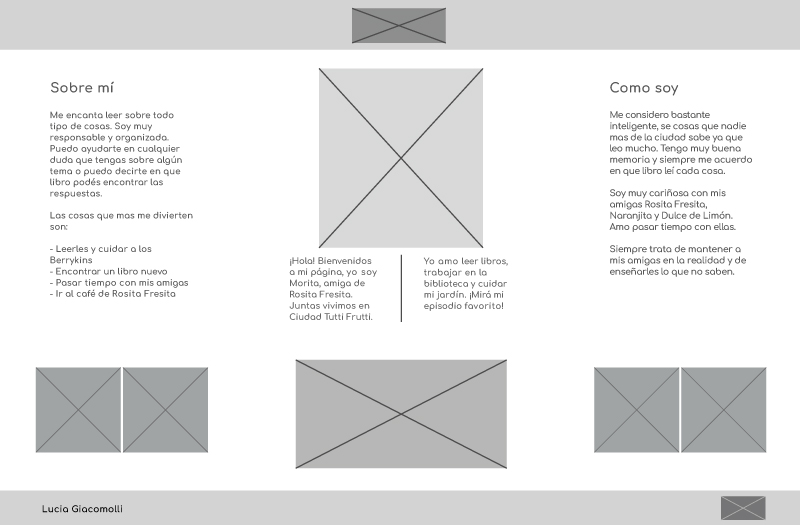 Sobre mí
Me encanta leer sobre todo
tipo de cosas. Soy muy
responsable y organizada.
Puedo ayudarte en cualquier
duda que tengas sobre algún
tema o puedo decirte en que
libro podés encontrar las
respuestas.
Las cosas que mas me divierten
son:
- Leerles y cuidar a los
Berrykins
- Encontrar un libro nuevo
- Pasar tiempo con mis amigas
- Ir al café de Rosita Fresita
¡Hola! Bienvenidos
a mi página, yo soy
Morita, amiga de
Rosita Fresita.
Juntas vivimos en
Ciudad Tutti Frutti.
Yo amo leer libros,
trabajar en la
biblioteca y cuidar
mi jardín. ¡Mirá mi
episodio favorito!
Como soy
Me considero bastante
inteligente, se cosas que nadie
mas de la ciudad sabe ya que
leo mucho. Tengo muy buena
memoria y siempre me acuerdo
en que libro leí cada cosa.
Soy muy cariñosa con mis
amigas Rosita Fresita,
Naranjita y Dulce de Limón.
Amo pasar tiempo con ellas.
Siempre trata de mantener a
mis amigas en la realidad y de
enseñarles lo que no saben.
Lucia Giacomolli